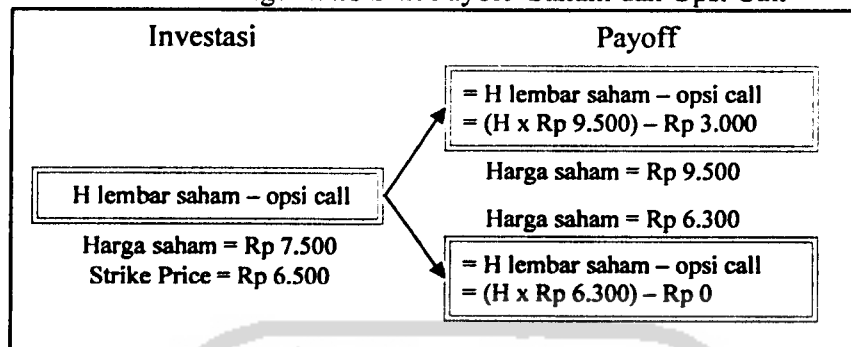 Investasi
Payoff
= H lembar saham – opsi call
= (H x Rp 9.500) – Rp 3.000
Harga saham = Rp 9.500
H lembar saham – opsi call
Harga saham = Rp 7.500
Strike Price = Rp 6.500
Harga saham = Rp 6.300
= H lembar saham – opsi call
= (H x Rp 6.300) – Rp 0